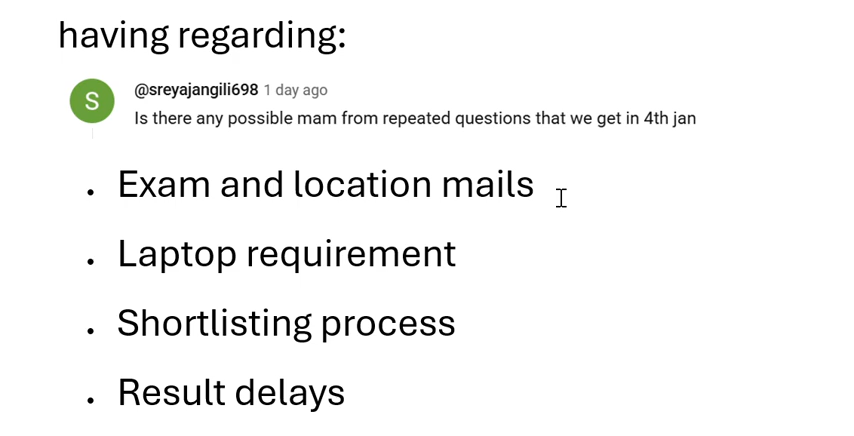 having regarding:
S
@sreyajangili698 1 day ago
Is there any possible mam from repeated questions that we get in 4th jan
• Exam and location mails
• Laptop requirement
• Shortlisting process
• Result delays